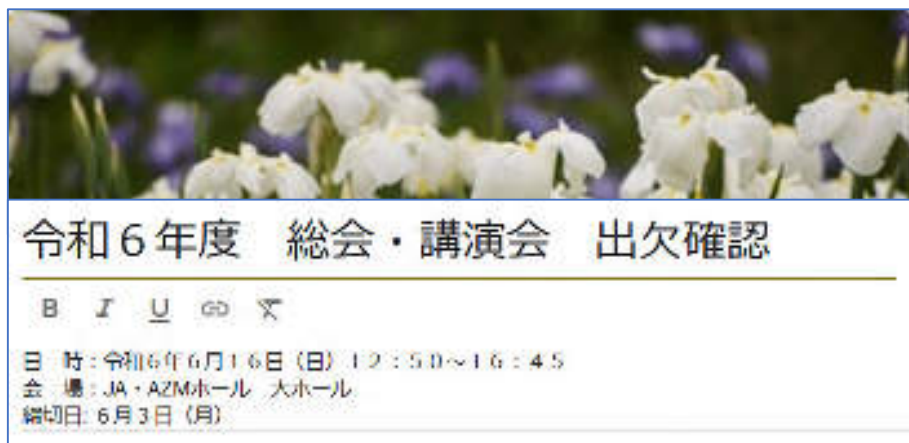 令和６年度　総会・講演会　出欠確認
B I U
日　時：令和６年６月１６日（日）１２：５０～１６：４５
会　場：JA・AZMホール　大ホール
締切日: ６月３日（月）